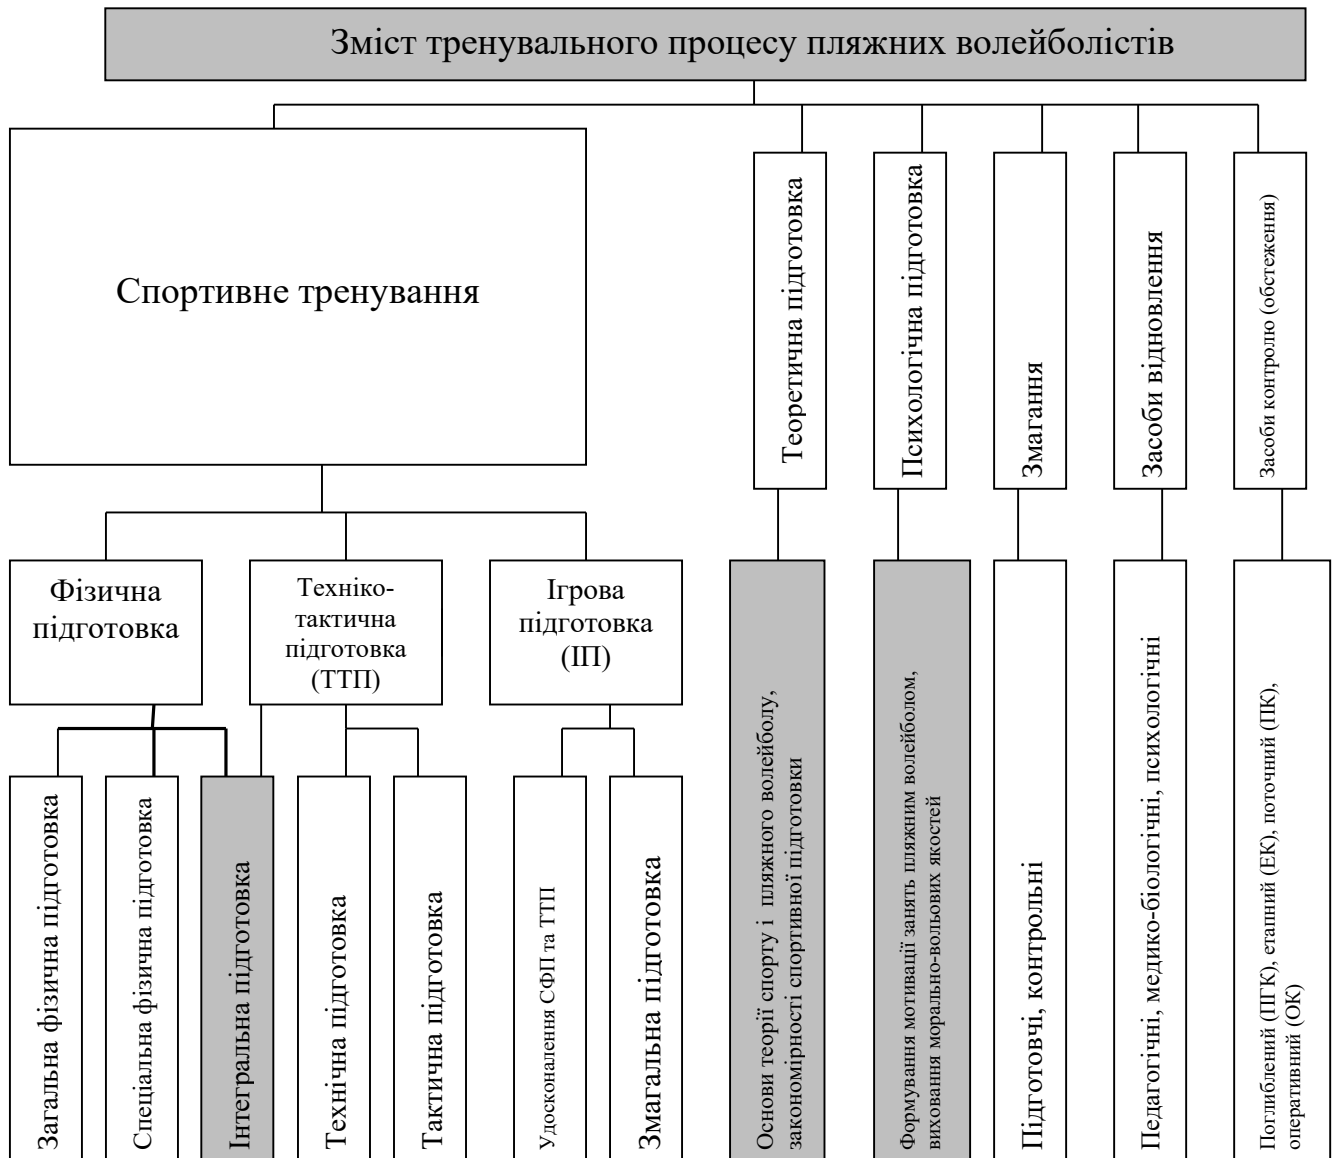 Зміст тренувального процесу пляжних волейболістів
Спортивне тренування
Теоретична підготовка
Психологічна підготовка
Змагання
Засоби відновлення
Засоби контролю (обстеження)
Фізична
підготовка
Техніко-
тактична
підготовка
(ТТП)
Ігрова
підготовка
(ІП)
Загальна фізична підготовка
Спеціальна фізична підготовка
Інтегральна підготовка
Технічна підготовка
Тактична підготовка
Удосконалення СФП та ТТП
Змагальна підготовка
Основи теорії спорту і пляжного волейболу,
закономірності спортивної підготовки
Формування мотивації занять пляжним волейболом,
виховання морально-вольових якостей
Підготовчі, контрольні
Педагогічні, медико-біологічні, психологічні
Поглиблений (ПГК), етапний (ЕК), поточний (ПК),
оперативний (ОК)